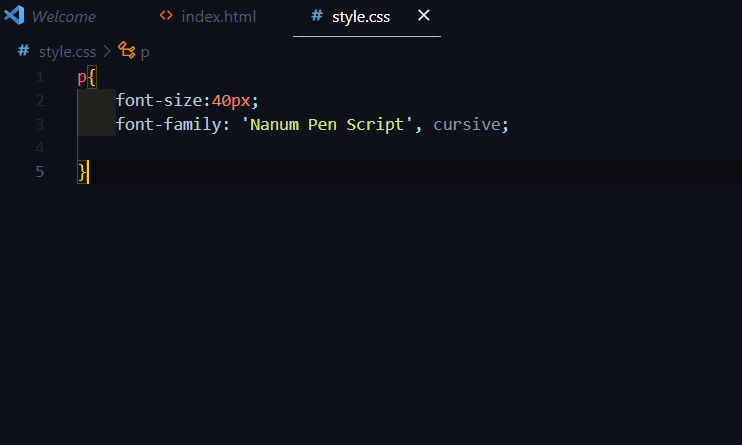 Welcome index.html # style.css ×
# style.css > p
1 p{
2 font-size:40px;
3 font-family: 'Nanum Pen Script', cursive;
4
5 }